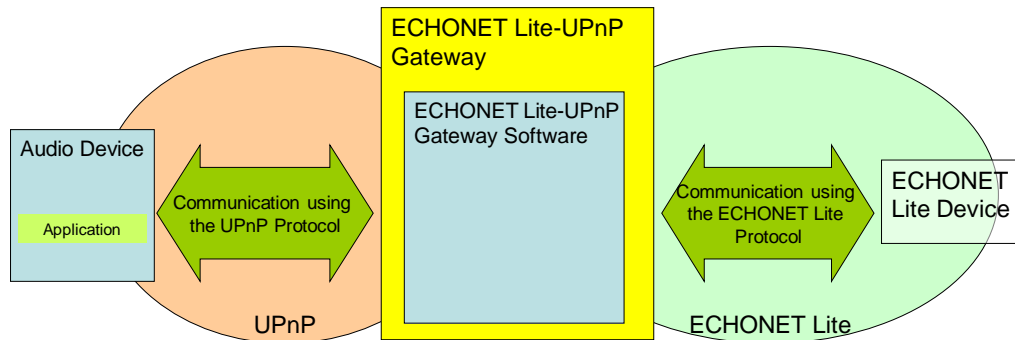 ECHONET Lite-UPnP
Gateway
ECHONET Lite-UPnP
Gateway Software
Audio Device
Application
Communication using
the UPnP Protocol
Communication using
the ECHONET Lite
Protocol
ECHONET
Lite Device
UPnP
ECHONET Lite